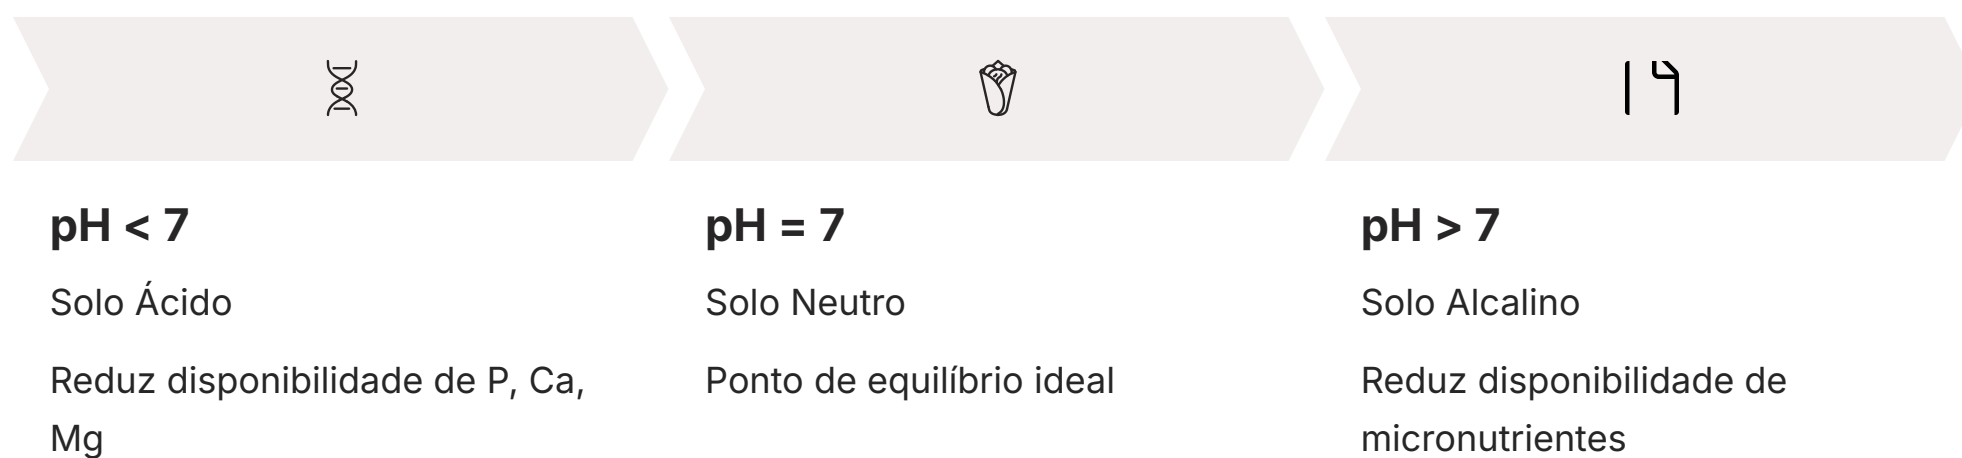 pH < 7
Solo Ácido
Reduz disponibilidade de P, Ca,
Mg
pH = 7
Solo Neutro
Ponto de equilíbrio ideal
pH > 7
Solo Alcalino
Reduz disponibilidade de
micronutrientes